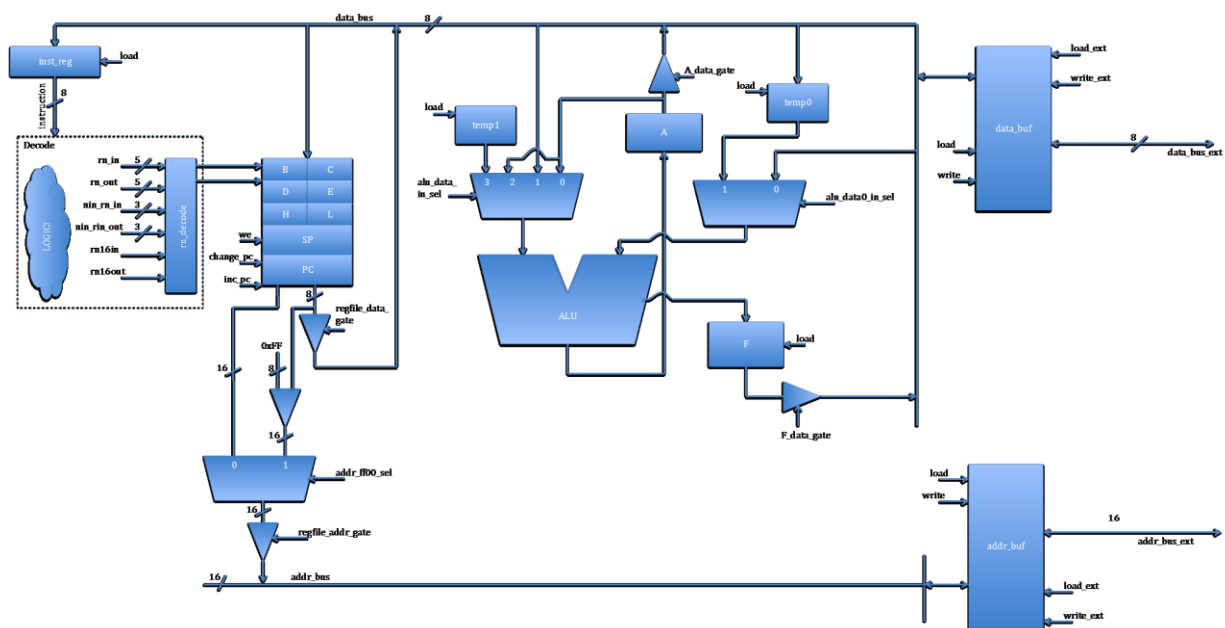 data_bus
8
inst_reg
load
load_ext
A_data_gate
write_ext
instruction
8
load
temp0
load
temp1
A
data_buf
8
data_bus_ext
Decode
load
rn_in
5
B
C
write
rn_out
5
D
E
alu_data_
in_sel
3
2
1
0
1
0
alu_data0_in_sel
nin_rn_in
3
H
L
LOGIC
nin_rin_out
3
rn_decode
we
SP
rn16in
change_pc
PC
rn16out
inc_pc
8
regfile_data_
gate
ALU
F
load
0xFF
16
8
F_data_gate
16
0
1
addr_ff00_sel
load
write
16
regfile_addr_gate
16
addr_bus_ext
addr_buf
16
addr_bus
load_ext
write_ext